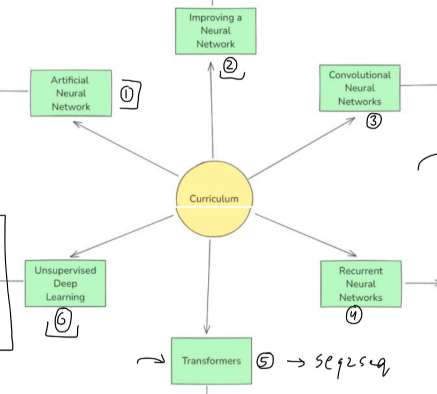 Improving a
Neural
Network
②
Artificial
Neural
Network
①
Convolutional
Neural
Networks
③
Curriculum
Unsupervised
Deep
Learning
⑥
Recurrent
Neural
Networks
④
Transformers
⑤ → seq2seq